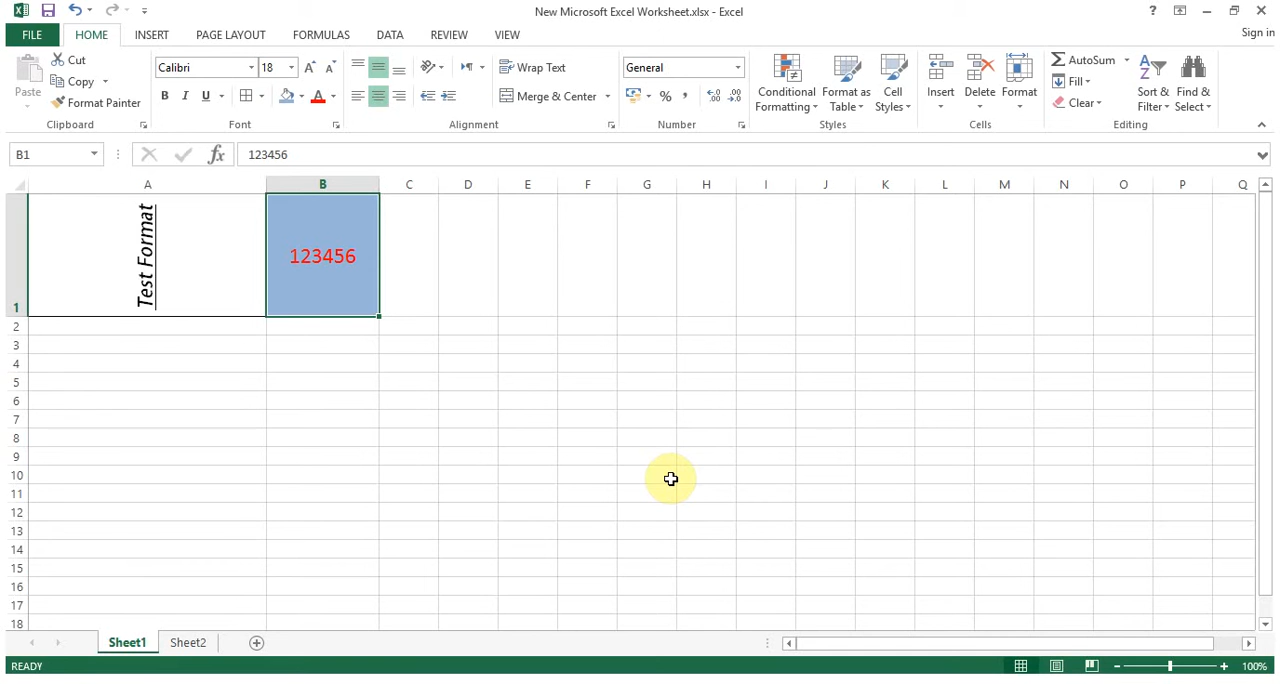 New Microsoft Excel Worksheet.xlsx - Excel
?
FILE HOME INSERT PAGE LAYOUT FORMULAS DATA REVIEW VIEW Sign in
Paste
Cut
Copy
Format Painter
Clipboard
Calibri 18
B I U
Font
Wrap Text
Merge & Center
Alignment
General
%
Number
Conditional Formatting
Format as Table
Cell Styles
Styles
Insert
Delete
Format
Cells
AutoSum
Fill
Clear
Sort & Filter
Find & Select
Editing
B1 fx 123456
A B C D E F G H I J K L M N O P Q
1 Test Format 123456
2
3
4
5
6
7
8
9
10
11
12
13
14
15
16
17
18
Sheet1 Sheet2
READY 100%